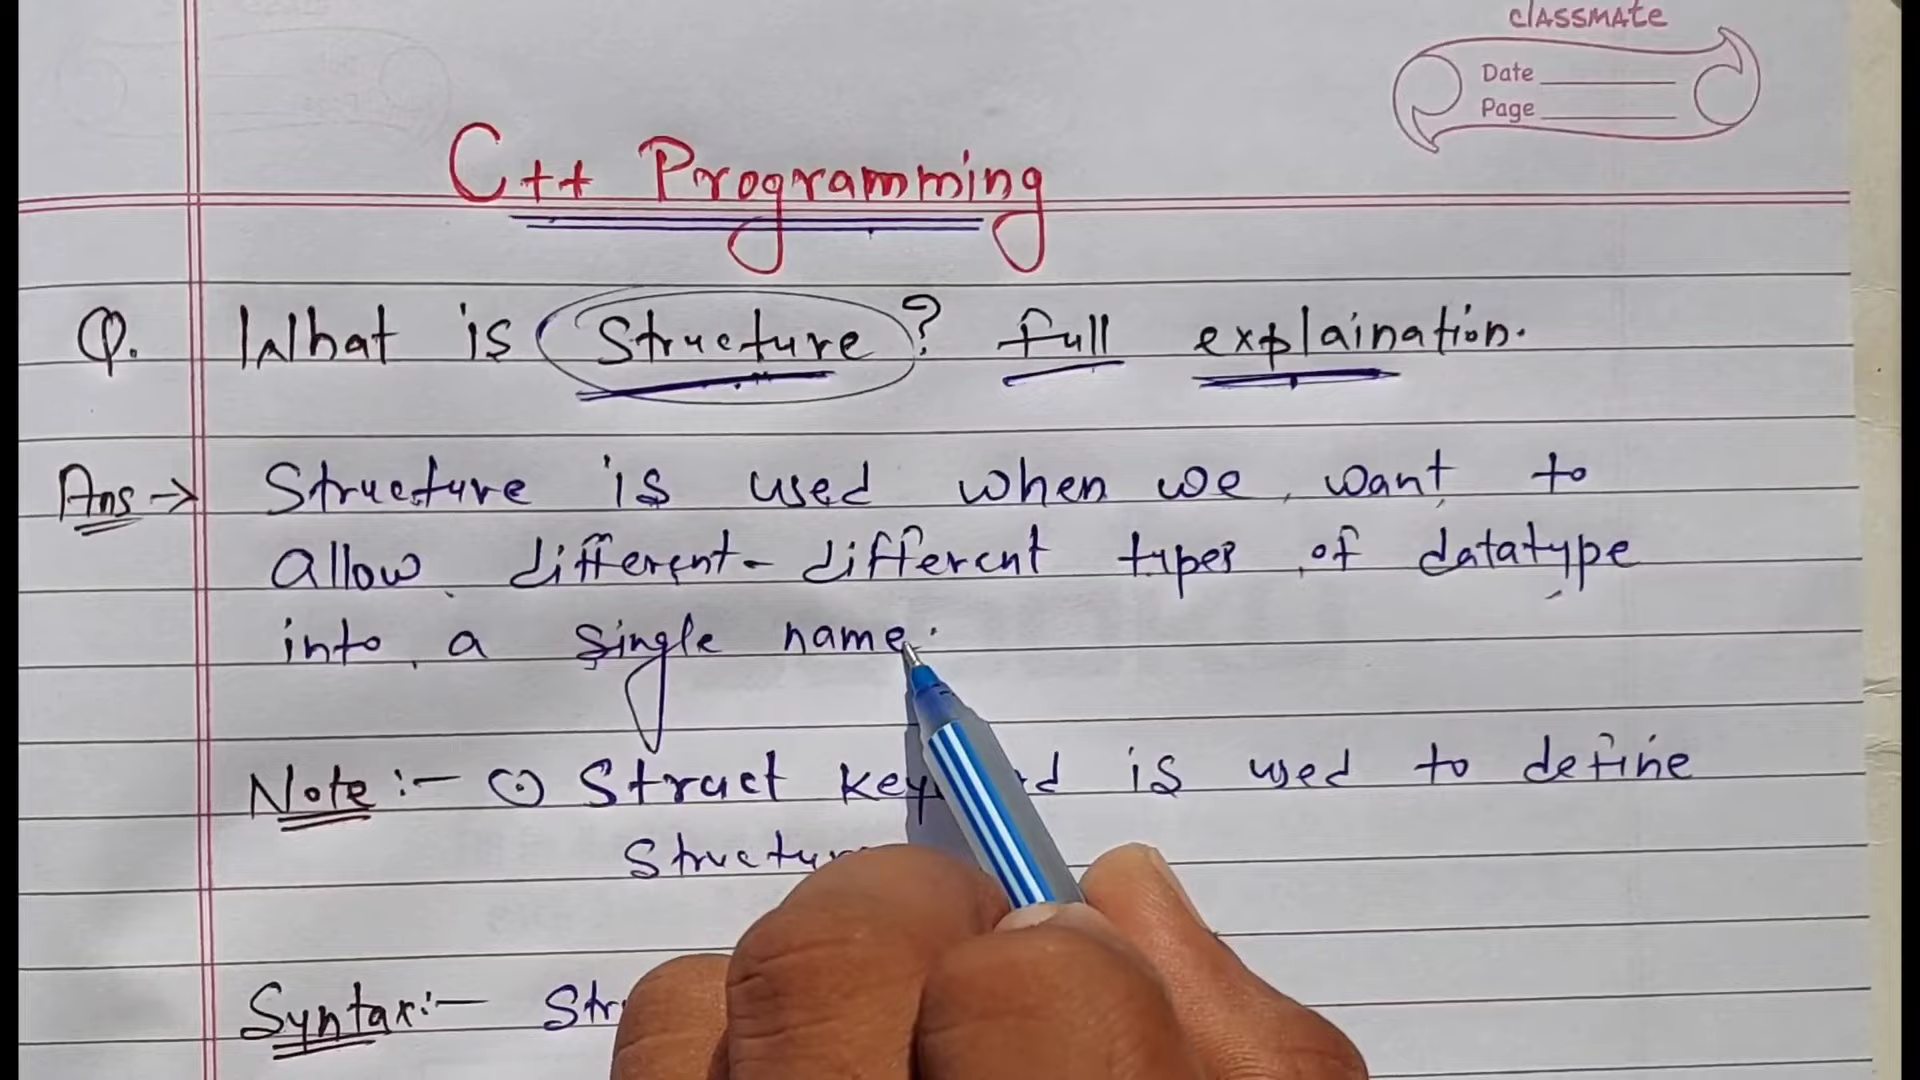 classmate
Date
Page
C++ Programming
Q. What is Structure? full explaination.
Ans → Structure is used when we want to
allow different-different types of datatype
into a single name.
Note :- Struct is used to define
Syntax :-